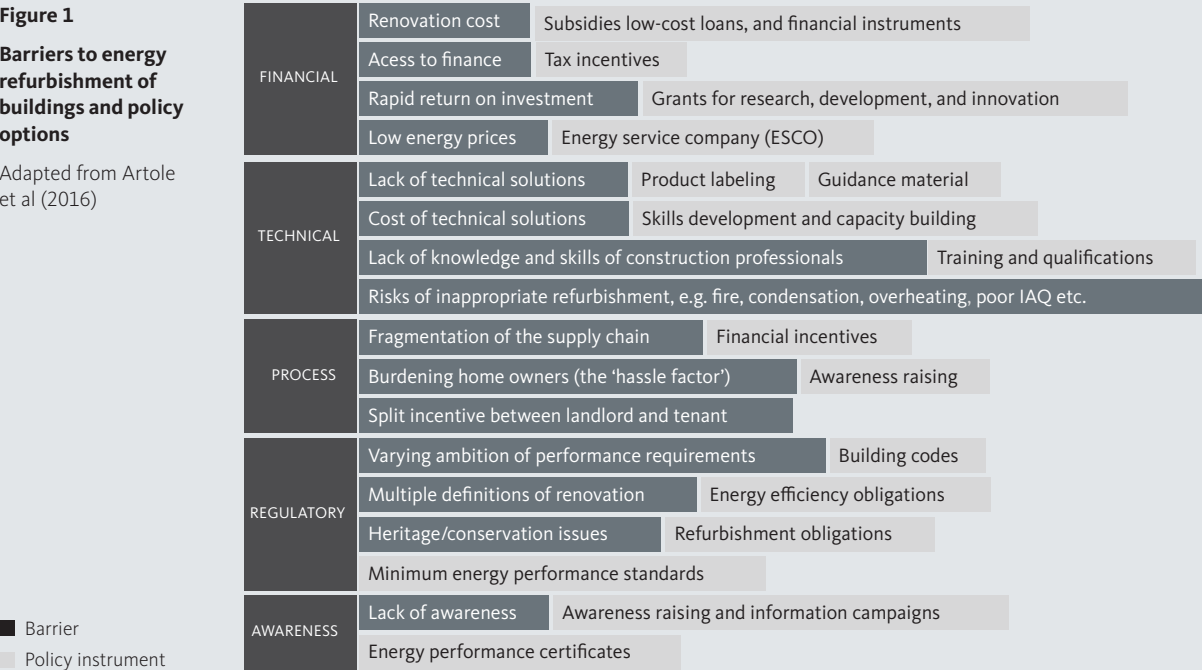 Figure 1
Barriers to energy
refurbishment of
buildings and policy
options
Adapted from Artole
et al (2016)
FINANCIAL
Renovation cost
Subsidies low-cost loans, and financial instruments
Acess to finance
Tax incentives
Rapid return on investment
Grants for research, development, and innovation
Low energy prices
Energy service company (ESCO)
TECHNICAL
Lack of technical solutions
Product labeling
Guidance material
Cost of technical solutions
Skills development and capacity building
Lack of knowledge and skills of construction professionals
Training and qualifications
Risks of inappropriate refurbishment, e.g. fire, condensation, overheating, poor IAQ etc.
PROCESS
Fragmentation of the supply chain
Financial incentives
Burdening home owners (the ‘hassle factor’)
Awareness raising
Split incentive between landlord and tenant
REGULATORY
Varying ambition of performance requirements
Building codes
Multiple definitions of renovation
Energy efficiency obligations
Heritage/conservation issues
Refurbishment obligations
Minimum energy performance standards
AWARENESS
Lack of awareness
Awareness raising and information campaigns
Energy performance certificates
Barrier
Policy instrument